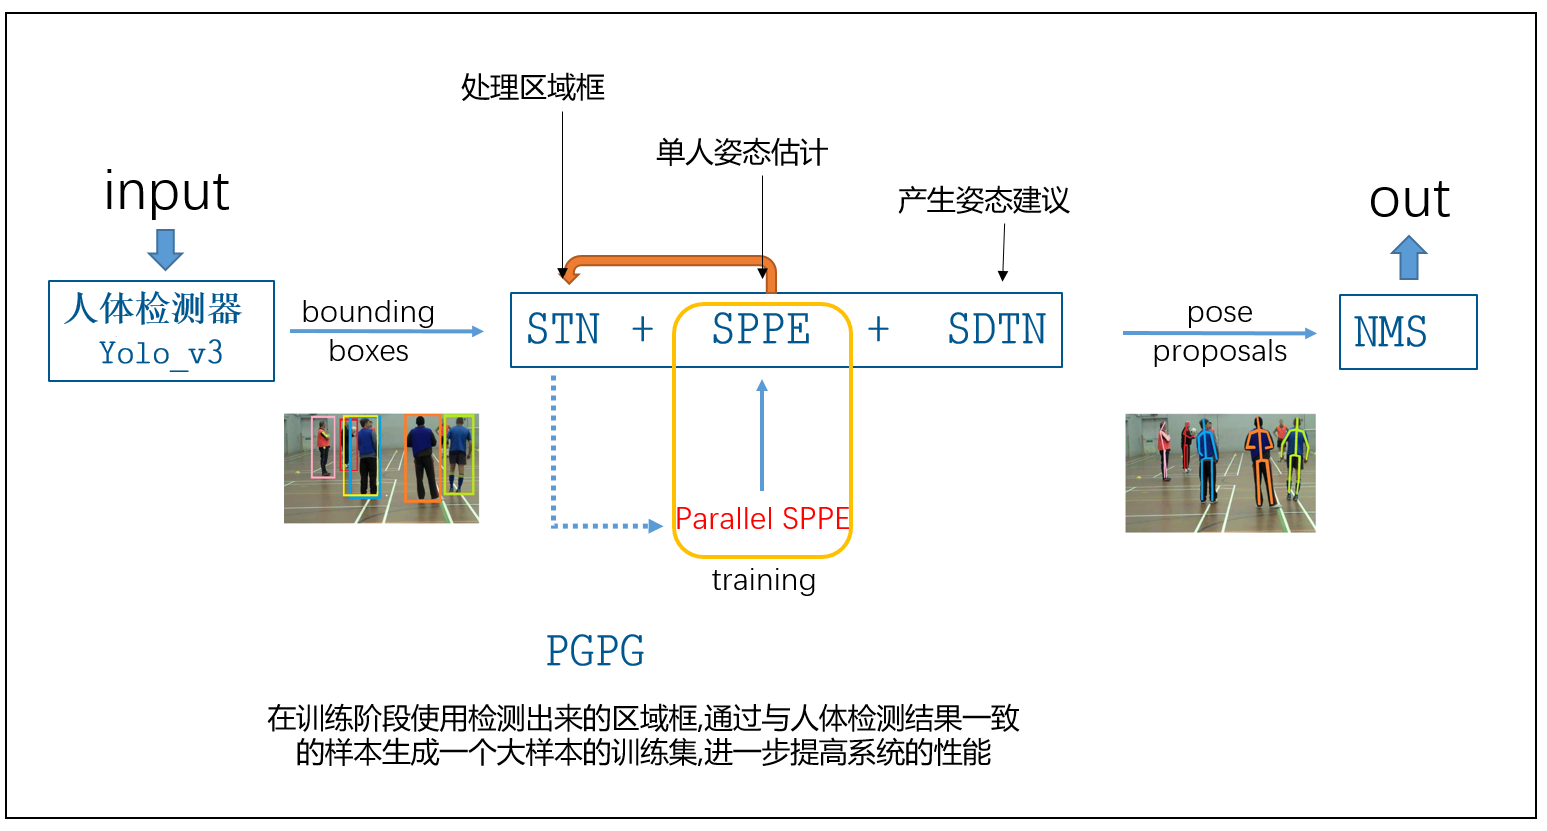 处理区域框
单人姿态估计
产生姿态建议
input
out
人体检测器
Yolo_v3
bounding
boxes
STN + SPPE + SDTN
pose
proposals
NMS
Parallel SPPE
training
PGPG
在训练阶段使用检测出来的区域框,通过与人体检测结果一致
的样本生成一个大样本的训练集,进一步提高系统的性能